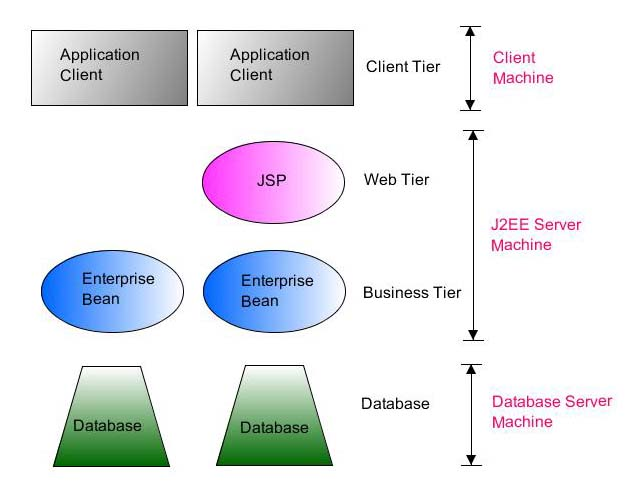 Application
Client
Application
Client
Client Tier
Client
Machine
JSP
Web Tier
J2EE Server
Machine
Enterprise
Bean
Enterprise
Bean
Business Tier
Database
Database
Database
Database Server
Machine